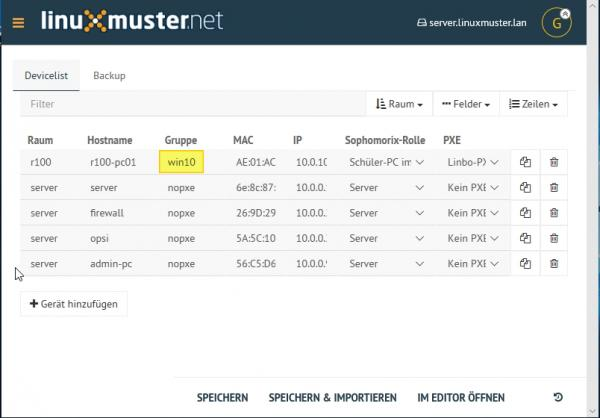 linuxmuster.net
server.linuxmuster.lan
G
Devicelist Backup
Filter Raum Felder Zeilen
Raum Hostname Gruppe MAC IP Sophomorix-Rolle PXE
r100 r100-pc01 win10 AE:01:AC 10.0.10 Schüler-PC im Linbo-PX
server server nopxe 6e:8c:87: 10.0.0. Server Kein PXE
server firewall nopxe 26:9D:29 10.0.0. Server Kein PXE
server opsi nopxe 5A:5C:10 10.0.0. Server Kein PXE
server admin-pc nopxe 56:C5:D6 10.0.0.9 Server Kein PXE
Gerät hinzufügen
SPEICHERN SPEICHERN & IMPORTIEREN IM EDITOR ÖFFNEN